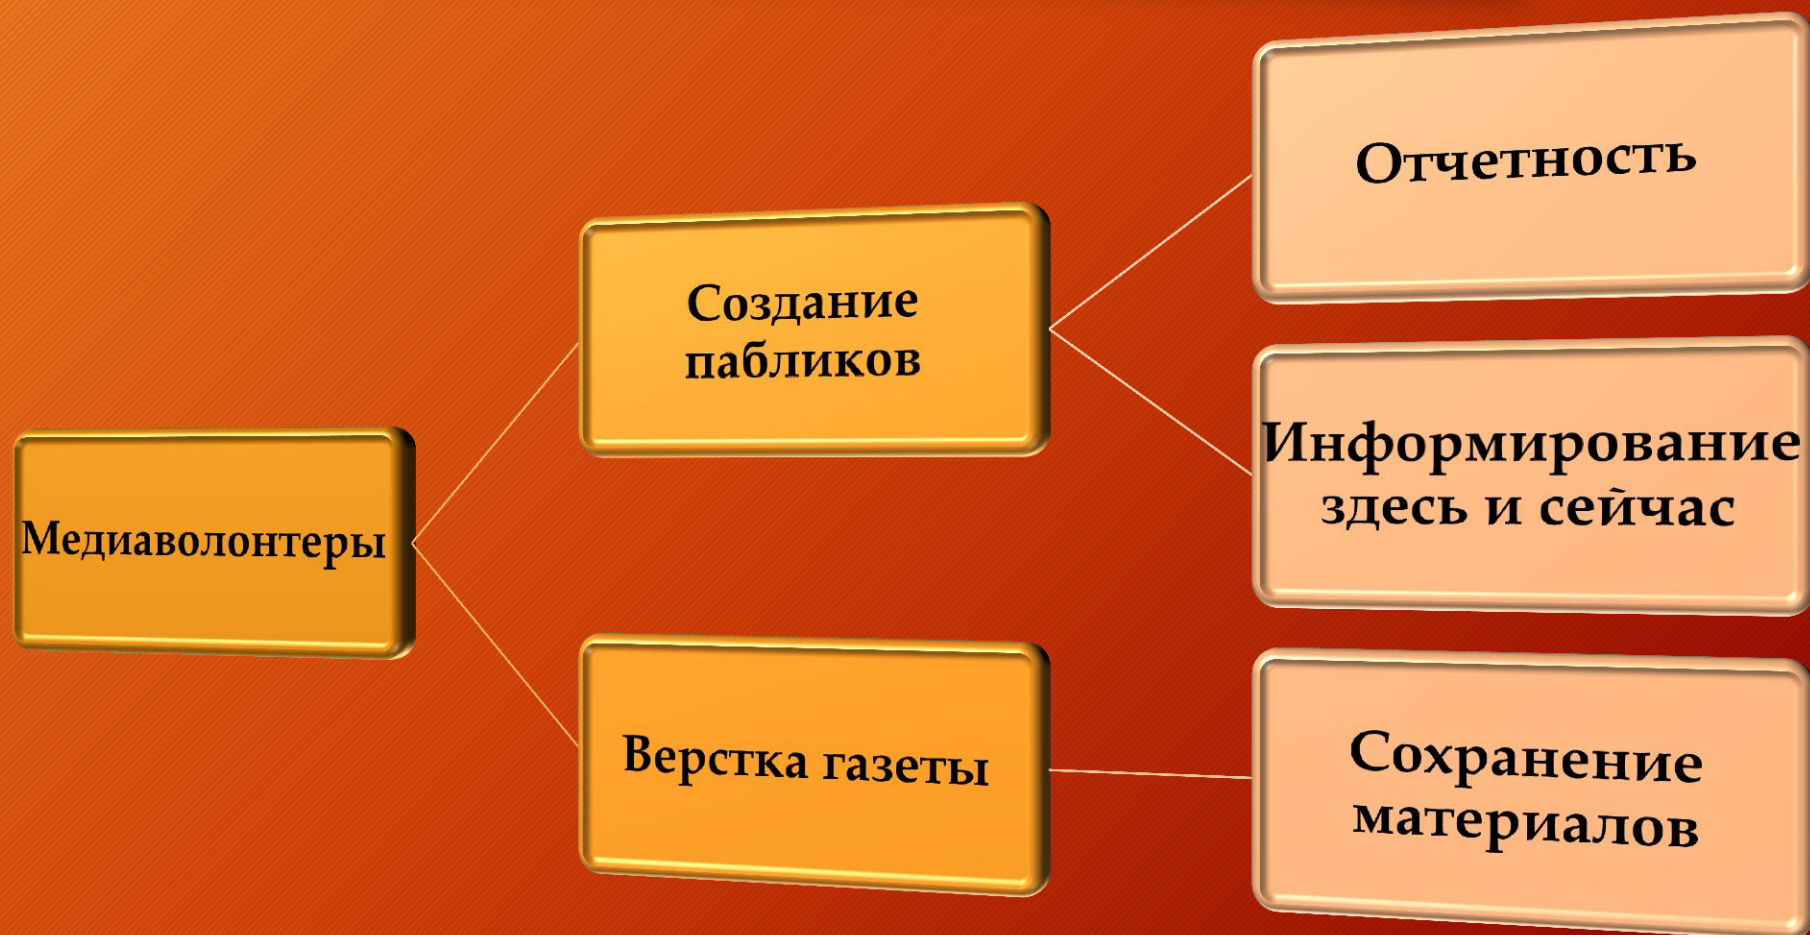 Медиаволонтеры
Создание
пабликов
Верстка газеты
Отчетность
Информирование
здесь и сейчас
Сохранение
материалов